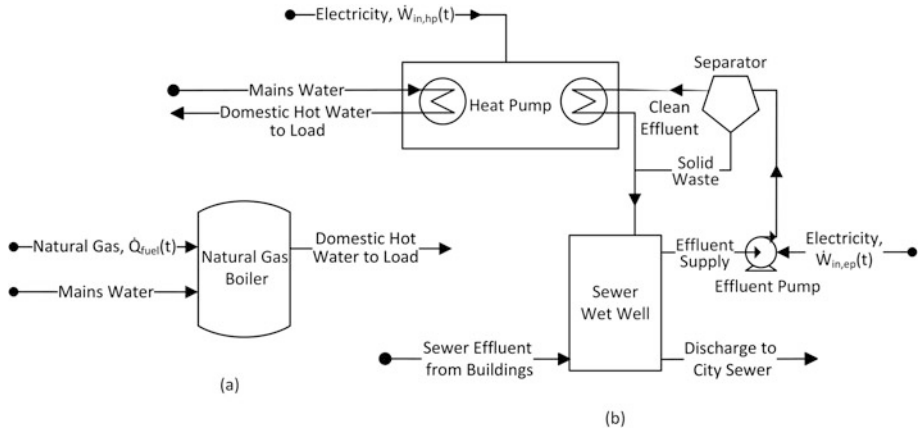 Electricity, Ẇin,hp(t)
Separator
Mains Water
Heat Pump
Clean
Effluent
Domestic Hot Water
to Load
Solid
Waste
Natural Gas, Q̇fuel(t)
Natural Gas
Boiler
Domestic Hot
Water to Load
Mains Water
Effluent
Supply
Electricity,
Ẇin,ep(t)
Effluent Pump
Sewer
Wet Well
Sewer Effluent
from Buildings
Discharge to
City Sewer
(a)
(b)